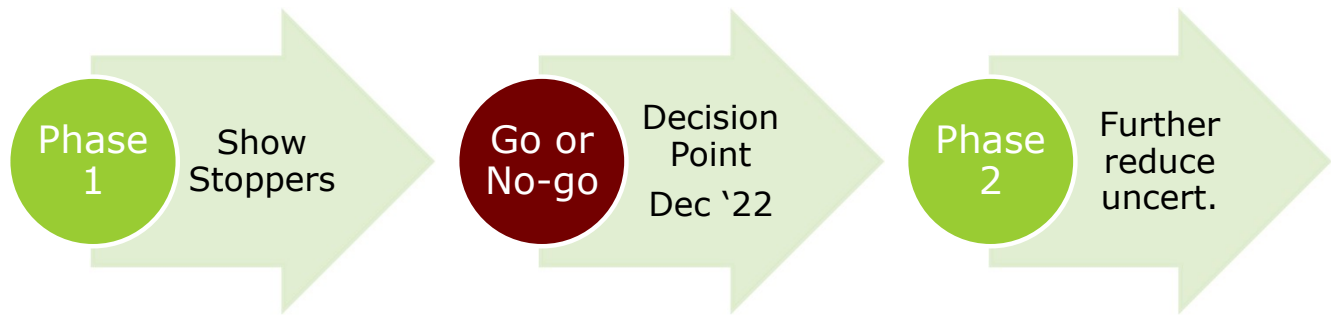 Phase
1
Show
Stoppers
Go or
No-go
Decision
Point
Dec ‘22
Phase
2
Further
reduce
uncert.